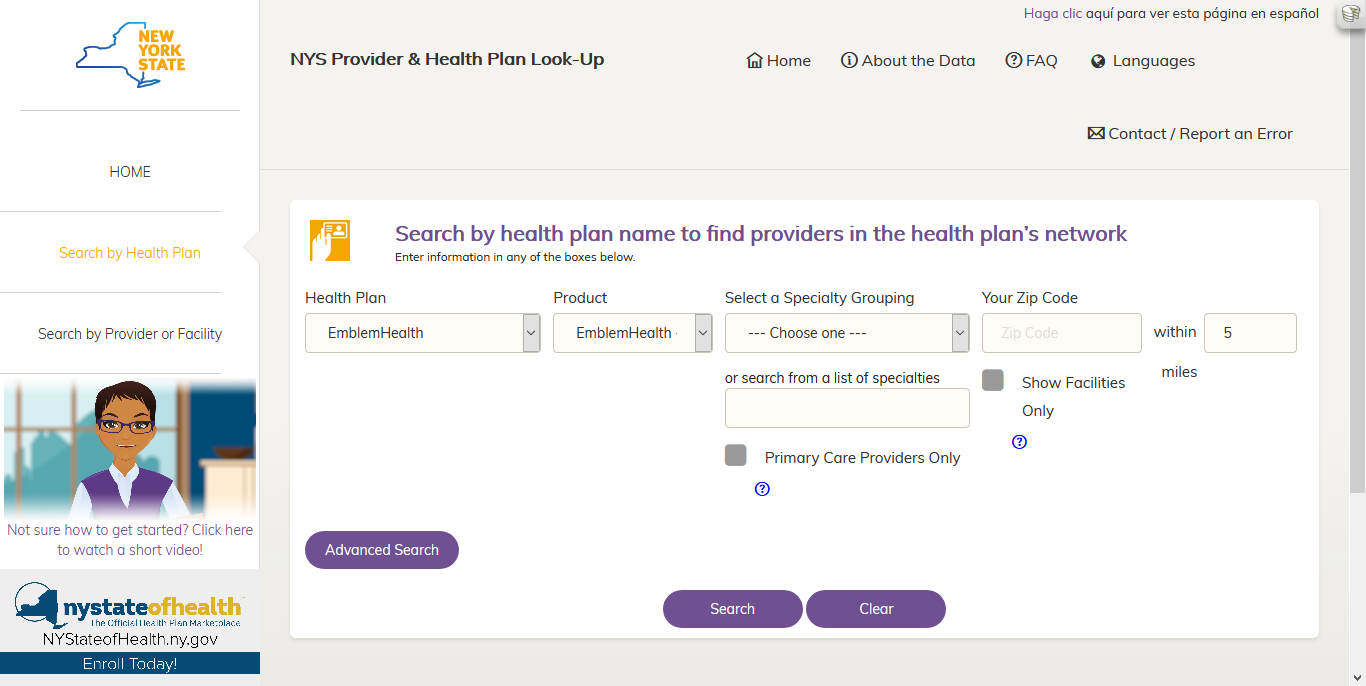 Haga clic aquí para ver esta página en español
NEW
YORK
STATE
NYS Provider & Health Plan Look-Up
Home
About the Data
FAQ
Languages
Contact / Report an Error
HOME
Search by Health Plan
Search by Provider or Facility
Not sure how to get started? Click here
to watch a short video!
nystateofhealth
The Official Health Plan Marketplace
NYStateofHealth.ny.gov
Enroll Today!
Search by health plan name to find providers in the health plan’s network
Enter information in any of the boxes below.
Health Plan
Product
Select a Specialty Grouping
Your Zip Code
EmblemHealth
EmblemHealth -
--- Choose one ---
Zip Code
within
5
miles
or search from a list of specialties
Show Facilities
Only
Primary Care Providers Only
Advanced Search
Search
Clear